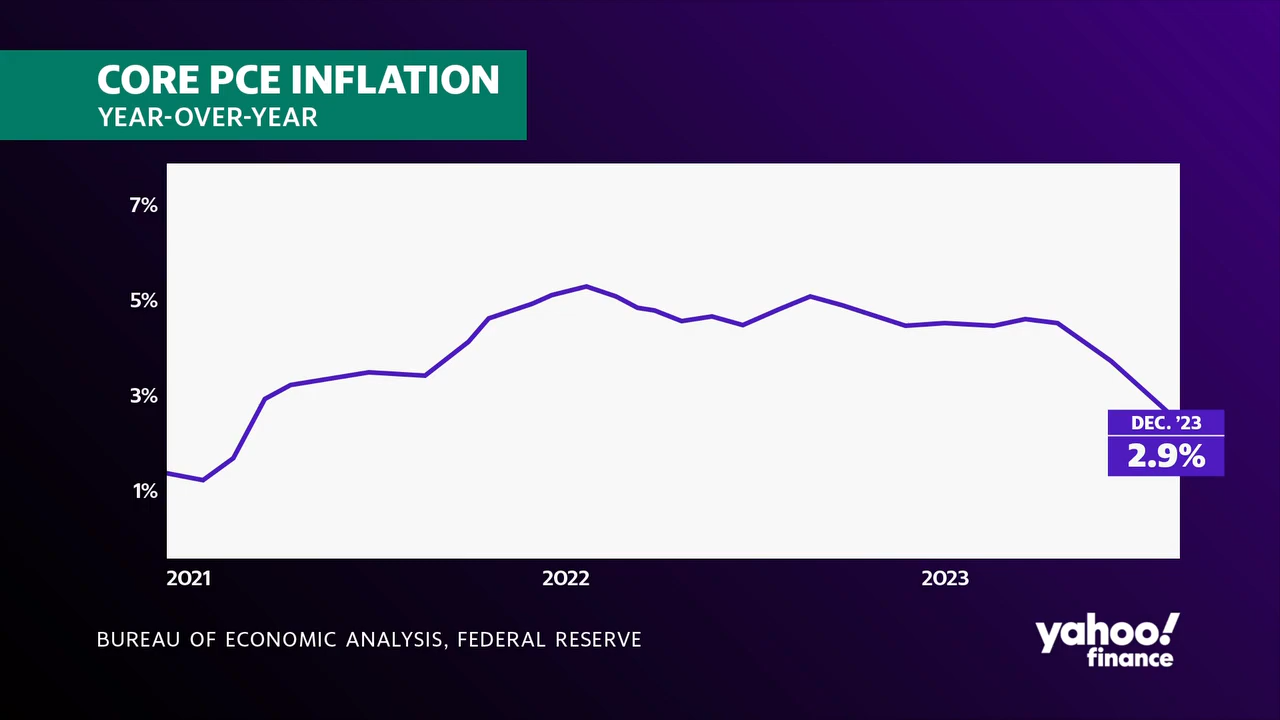 CORE PCE INFLATION
YEAR-OVER-YEAR
7%
5%
3%
1%
DEC. ’23
2.9%
2021
2022
2023
BUREAU OF ECONOMIC ANALYSIS, FEDERAL RESERVE
yahoo!
finance